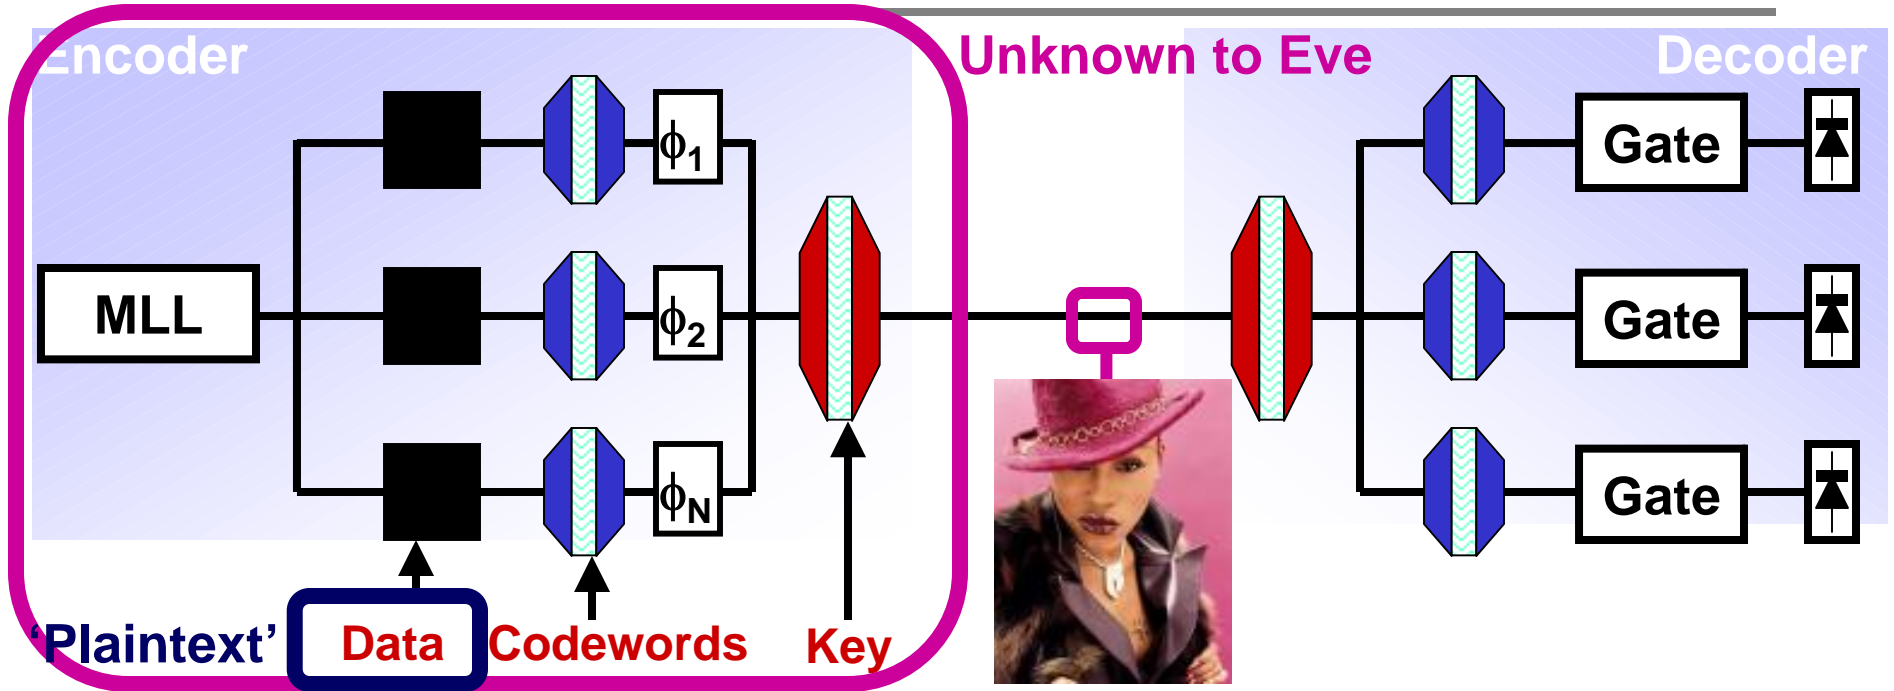 Encoder
Unknown to Eve
Decoder
ϕ1
Gate
MLL
ϕ2
Gate
ϕN
Gate
‘Plaintext’
Data
Codewords
Key